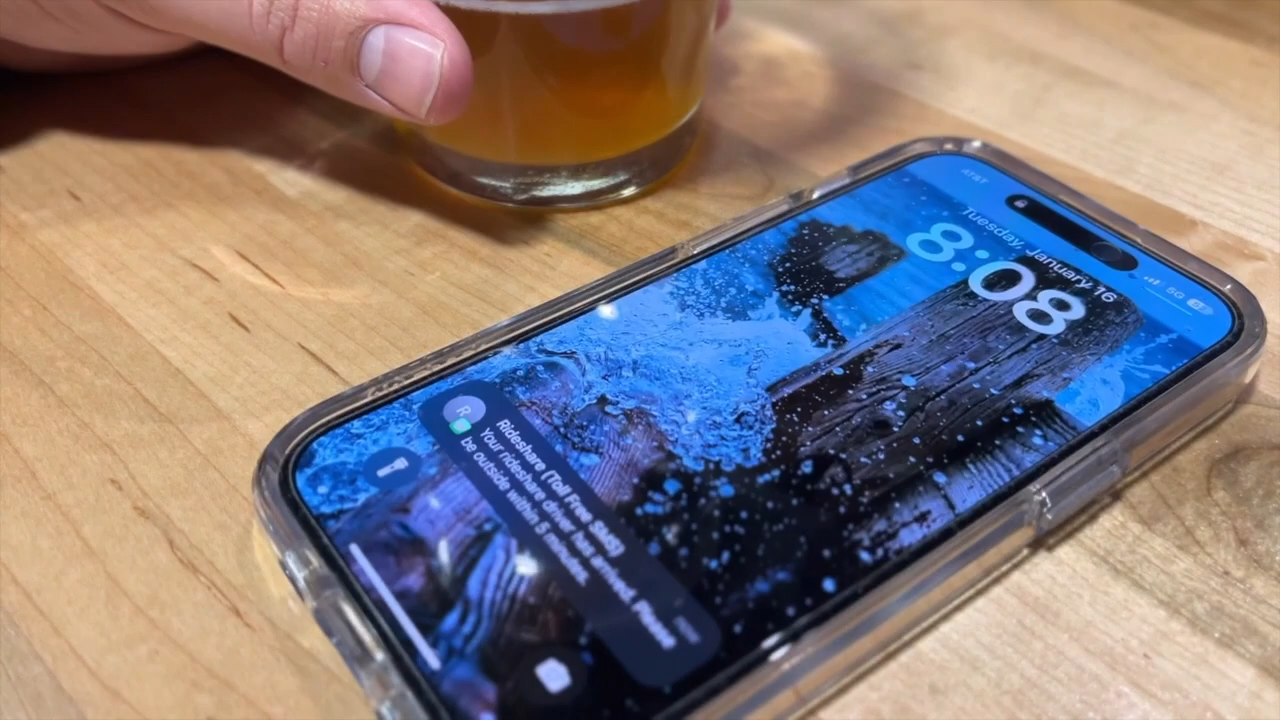 AT&T
5G
Tuesday, January 16
8:08
R
Rideshare (Toll Free SMS)
now
Your rideshare driver has arrived. Please
be outside within 5 minutes.